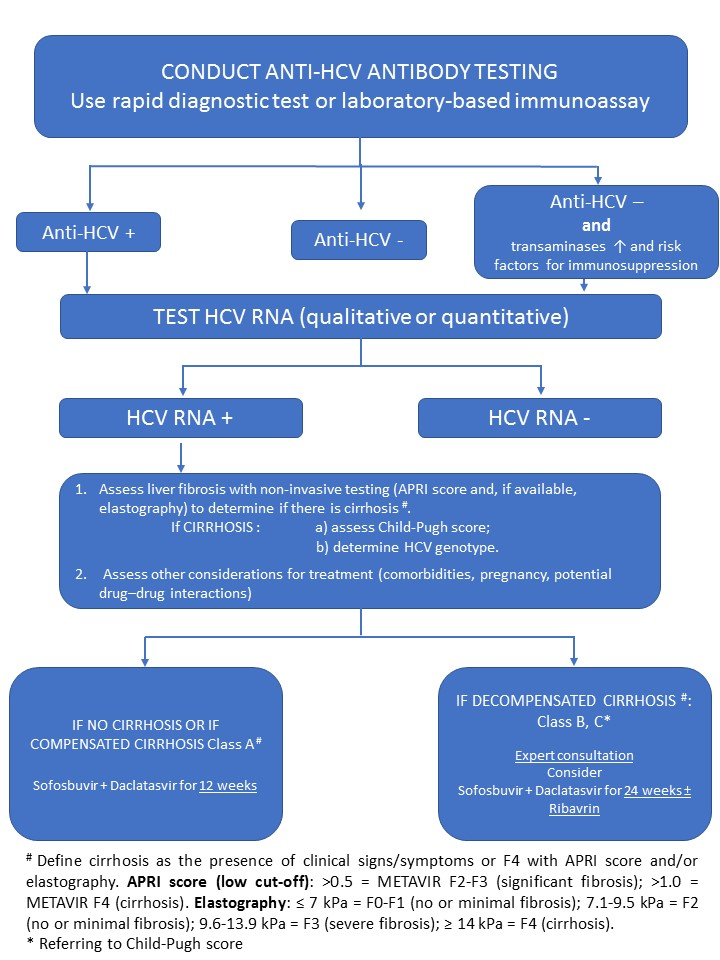 CONDUCT ANTI-HCV ANTIBODY TESTING
Use rapid diagnostic test or laboratory-based immunoassay
Anti-HCV +
Anti-HCV -
Anti-HCV –
and
transaminases ↑ and risk
factors for immunosuppression
TEST HCV RNA (qualitative or quantitative)
HCV RNA +
HCV RNA -
1. Assess liver fibrosis with non-invasive testing (APRI score and, if available,
elastography) to determine if there is cirrhosis #.
If CIRRHOSIS : a) assess Child-Pugh score;
b) determine HCV genotype.
2. Assess other considerations for treatment (comorbidities, pregnancy, potential
drug–drug interactions)
IF NO CIRRHOSIS OR IF
COMPENSATED CIRRHOSIS Class A#
Sofosbuvir + Daclatasvir for 12 weeks
IF DECOMPENSATED CIRRHOSIS #:
Class B, C*
Expert consultation
Consider
Sofosbuvir + Daclatasvir for 24 weeks ±
Ribavrin
# Define cirrhosis as the presence of clinical signs/symptoms or F4 with APRI score and/or
elastography. APRI score (low cut-off): >0.5 = METAVIR F2-F3 (significant fibrosis); >1.0 =
METAVIR F4 (cirrhosis). Elastography: ≤ 7 kPa = F0-F1 (no or minimal fibrosis); 7.1-9.5 kPa = F2
(no or minimal fibrosis); 9.6-13.9 kPa = F3 (severe fibrosis); ≥ 14 kPa = F4 (cirrhosis).
* Referring to Child-Pugh score